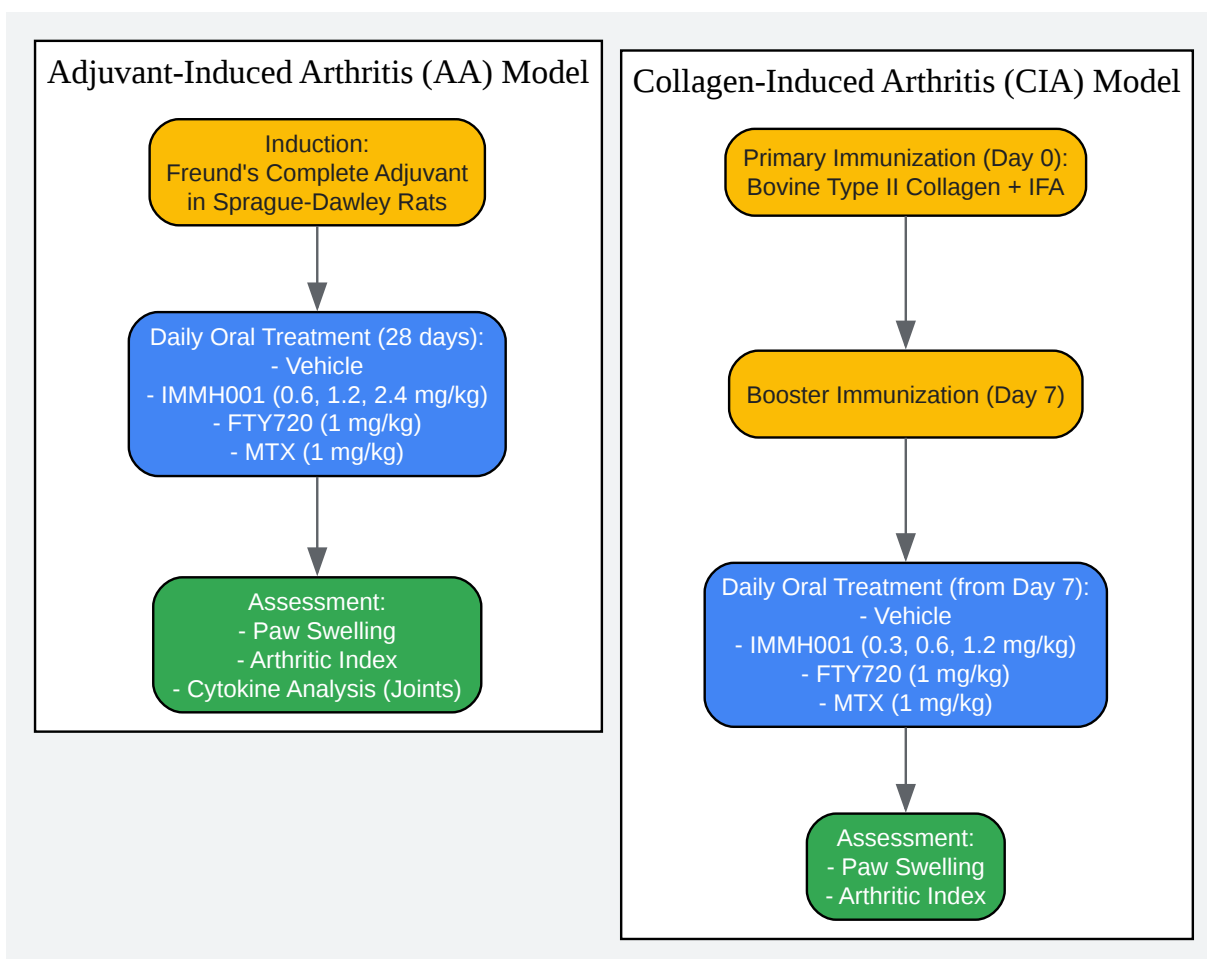 Adjuvant-Induced Arthritis (AA) Model
Induction:
Freund's Complete Adjuvant
in Sprague-Dawley Rats
Daily Oral Treatment (28 days):
- Vehicle
- IMMH001 (0.6, 1.2, 2.4 mg/kg)
- FTY720 (1 mg/kg)
- MTX (1 mg/kg)
Assessment:
- Paw Swelling
- Arthritic Index
- Cytokine Analysis (Joints)
Collagen-Induced Arthritis (CIA) Model
Primary Immunization (Day 0):
Bovine Type II Collagen + IFA
Booster Immunization (Day 7)
Daily Oral Treatment (from Day 7):
- Vehicle
- IMMH001 (0.3, 0.6, 1.2 mg/kg)
- FTY720 (1 mg/kg)
- MTX (1 mg/kg)
Assessment:
- Paw Swelling
- Arthritic Index